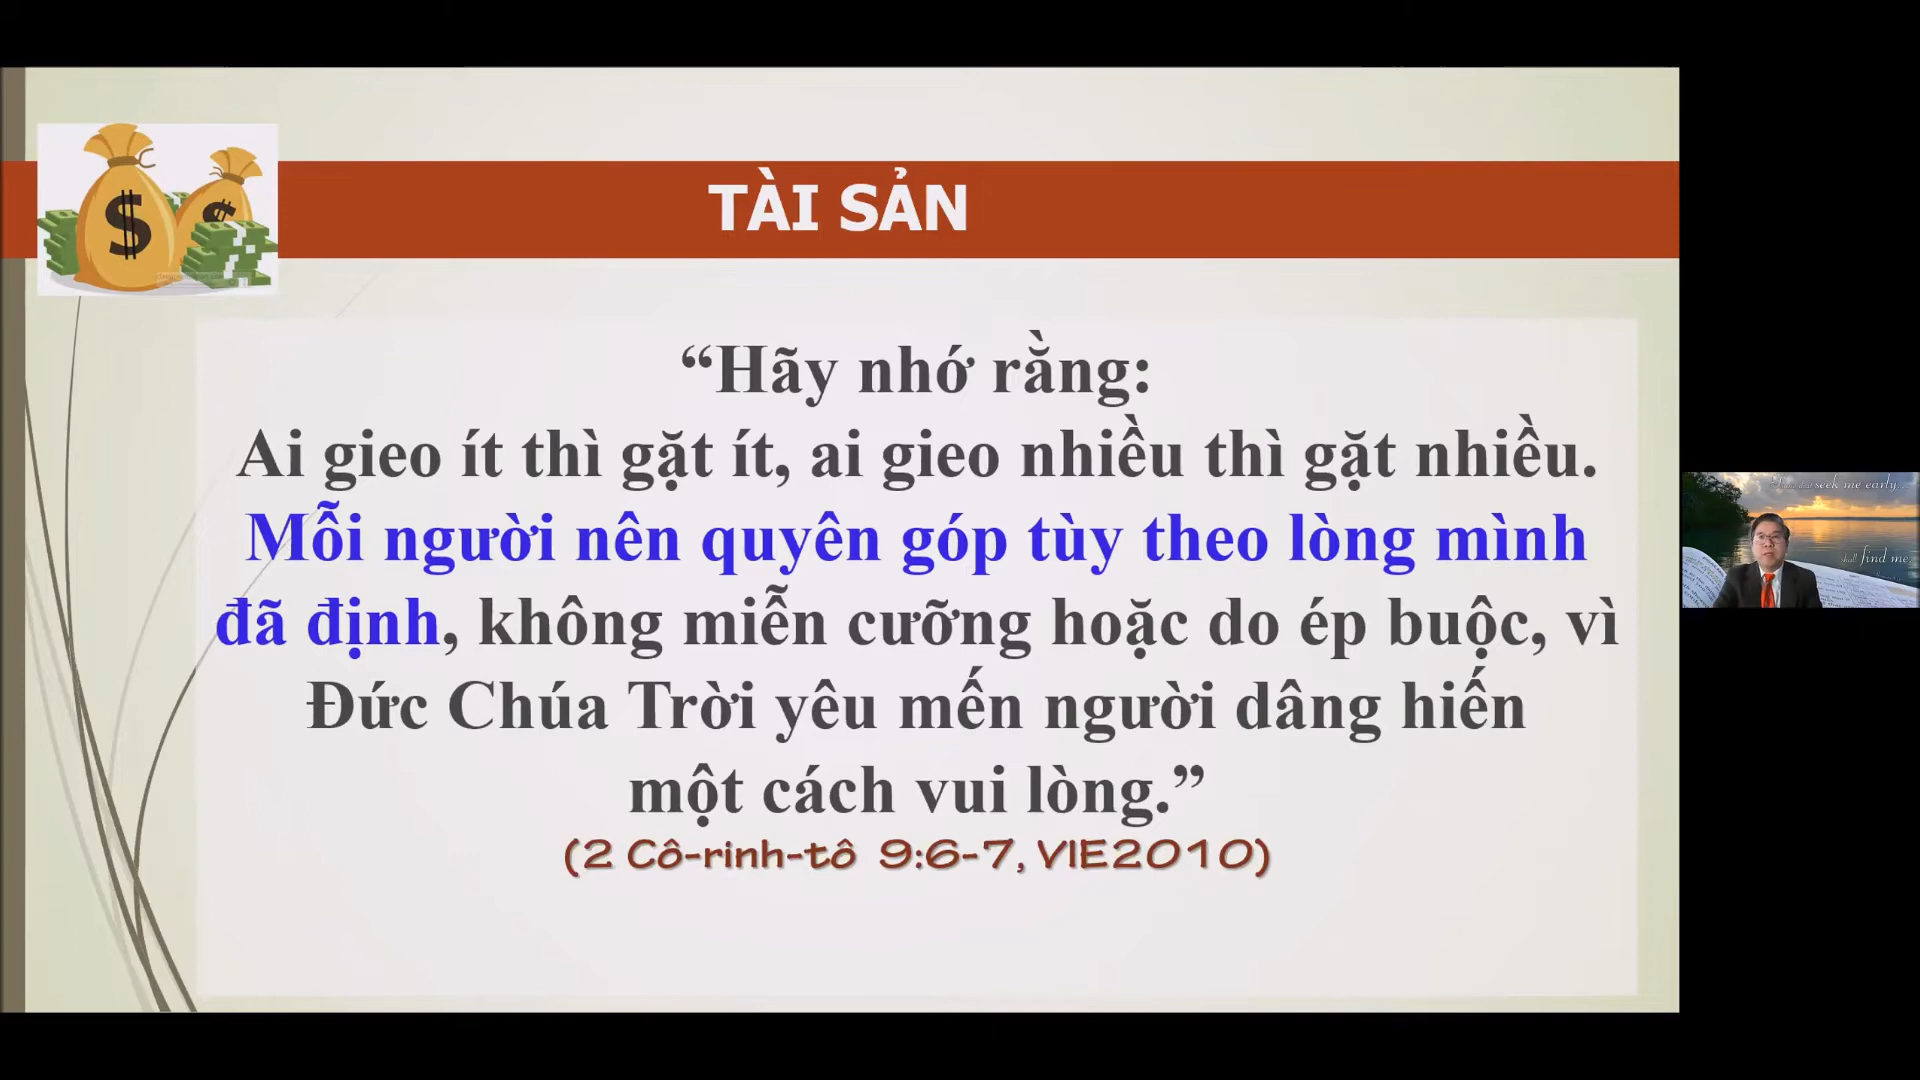 TÀI SẢN
“Hãy nhớ rằng:
Ai gieo ít thì gặt ít, ai gieo nhiều thì gặt nhiều.
Mỗi người nên quyên góp tùy theo lòng mình
đã định, không miễn cưỡng hoặc do ép buộc, vì
Đức Chúa Trời yêu mến người dâng hiến
một cách vui lòng.”
(2 Cô-rinh-tô 9:6-7, VIE2010)
$
$
seek me early...
shall find me